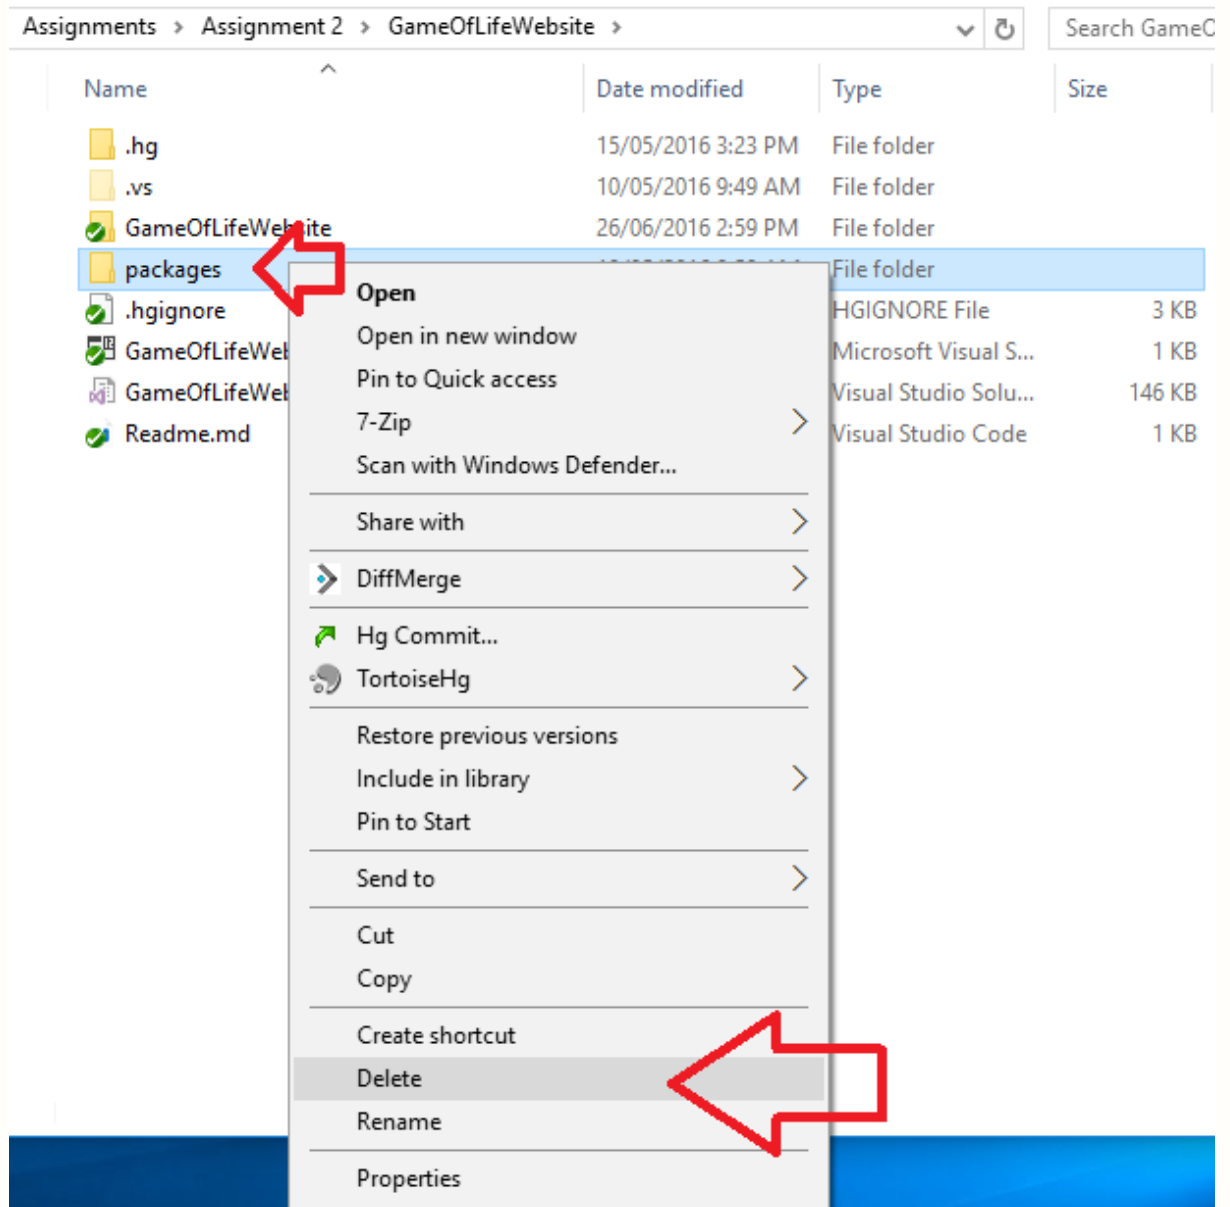 Assignments > Assignment 2 > GameOfLifeWebsite > Search GameO
Name Date modified Type Size
.hg 15/05/2016 3:23 PM File folder
.vs 10/05/2016 9:49 AM File folder
GameOfLifeWebsite 26/06/2016 2:59 PM File folder
packages File folder
.hgignore HGIGNORE File 3 KB
GameOfLifeWeb Microsoft Visual S... 1 KB
GameOfLifeWeb Visual Studio Solu... 146 KB
Readme.md Visual Studio Code 1 KB
Open
Open in new window
Pin to Quick access
7-Zip
Scan with Windows Defender...
Share with
DiffMerge
Hg Commit...
TortoiseHg
Restore previous versions
Include in library
Pin to Start
Send to
Cut
Copy
Create shortcut
Delete
Rename
Properties